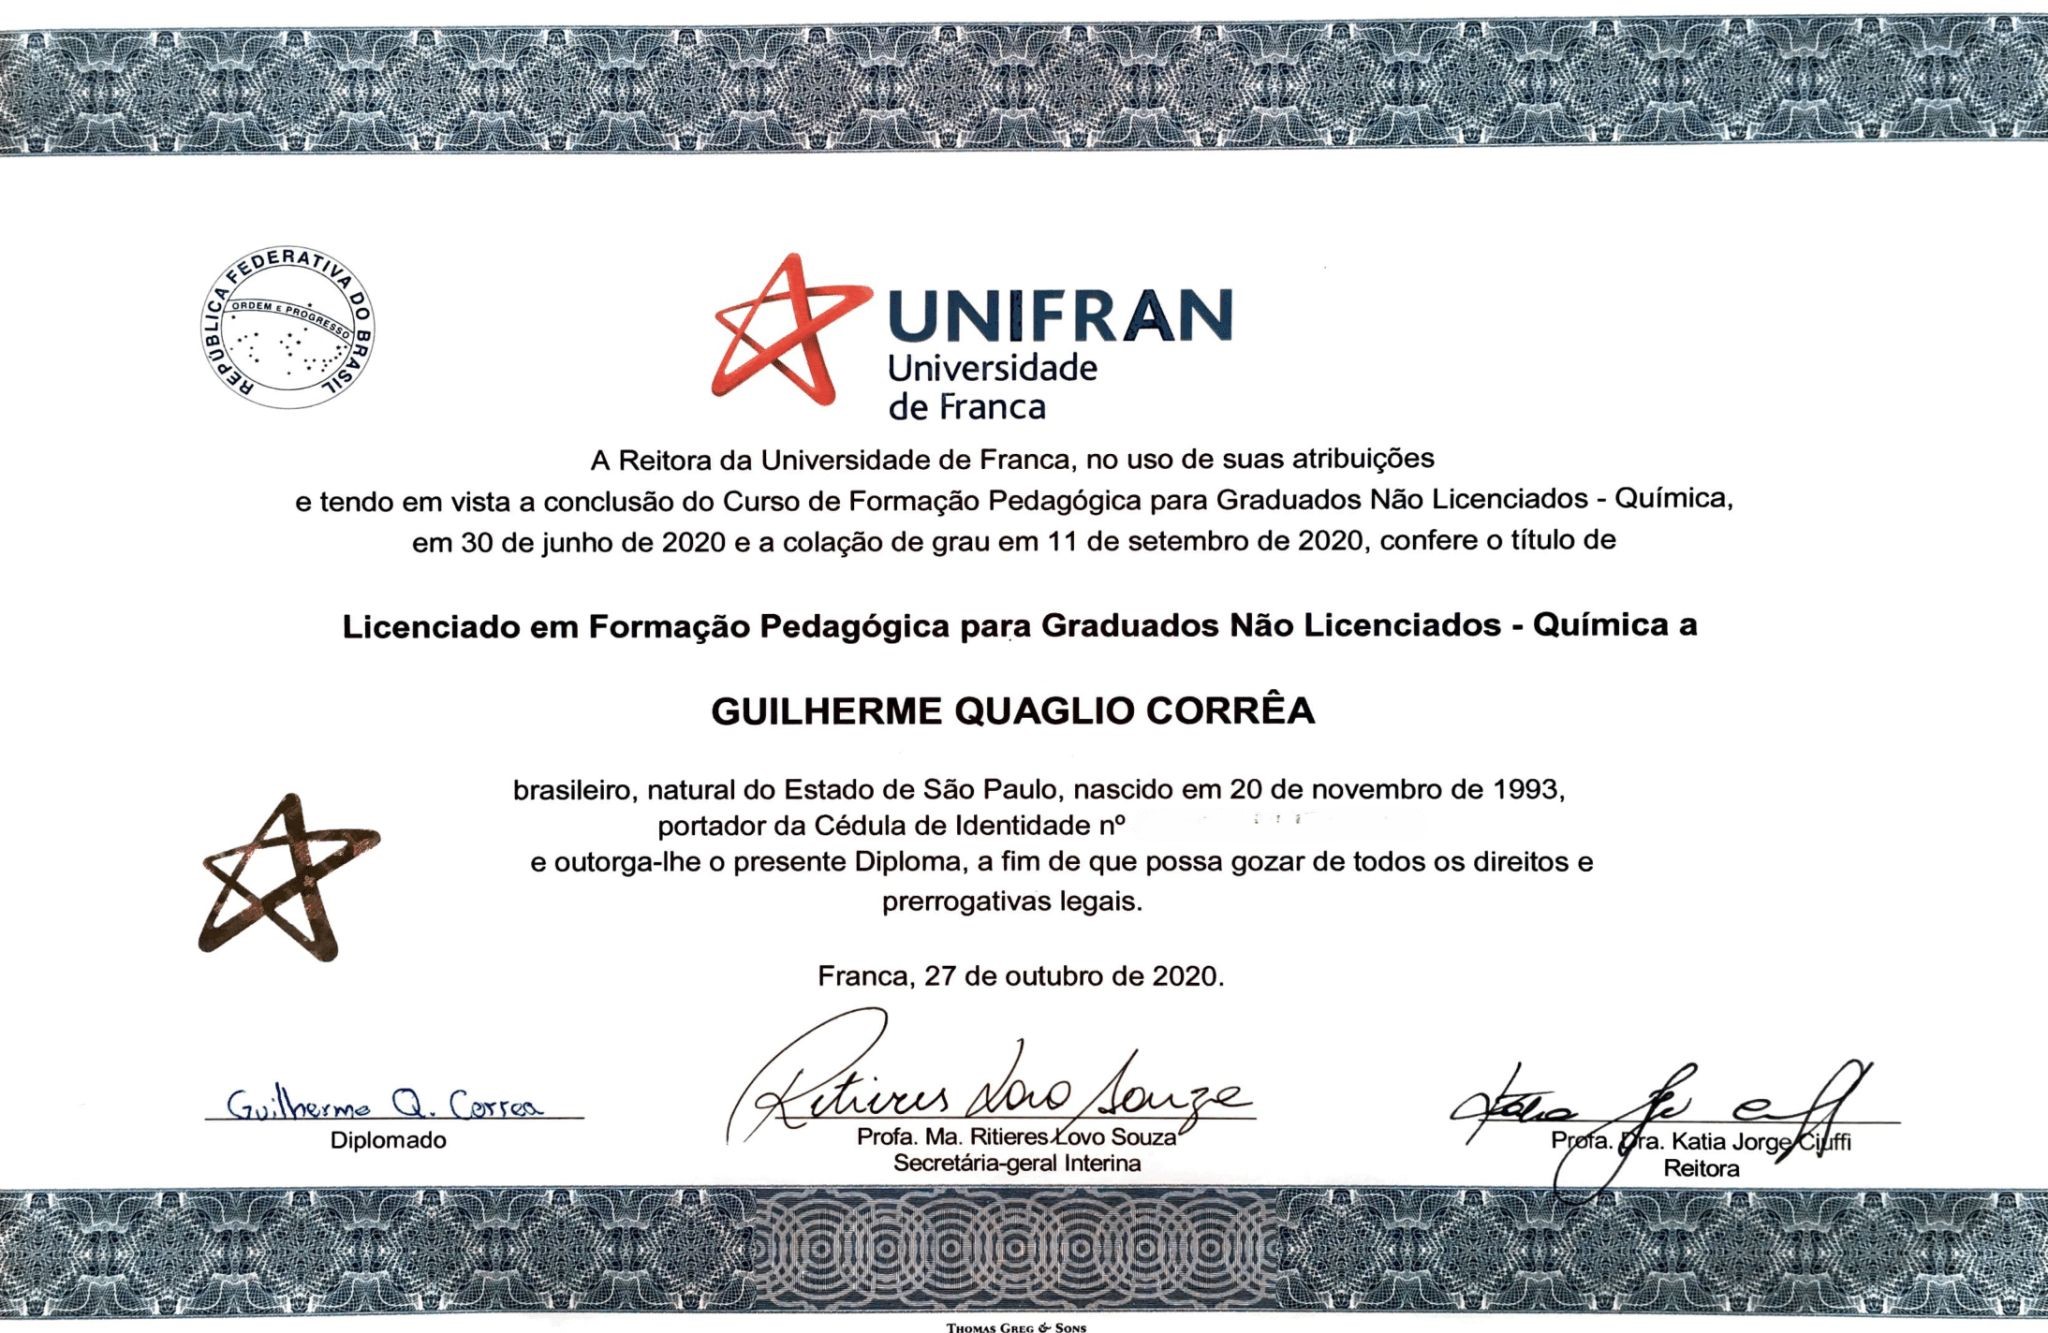 REPÚBLICA FEDERATIVA DO BRASIL
ORDEM E PROGRESSO
UNIFRAN
Universidade
de Franca
A Reitora da Universidade de Franca, no uso de suas atribuições
e tendo em vista a conclusão do Curso de Formação Pedagógica para Graduados Não Licenciados - Química,
em 30 de junho de 2020 e a colação de grau em 11 de setembro de 2020, confere o título de
Licenciado em Formação Pedagógica para Graduados Não Licenciados - Química a
GUILHERME QUAGLIO CORRÊA
brasileiro, natural do Estado de São Paulo, nascido em 20 de novembro de 1993,
portador da Cédula de Identidade nº
e outorga-lhe o presente Diploma, a fim de que possa gozar de todos os direitos e
prerrogativas legais.
Franca, 27 de outubro de 2020.
Guilherme Q. Correa
Diplomado
Ritieres Lovo Souza
Profa. Ma. Ritieres Lovo Souza
Secretária-geral Interina
Profa. Dra. Katia Jorge Ciuffi
Reitora
THOMAS GREG & SONS